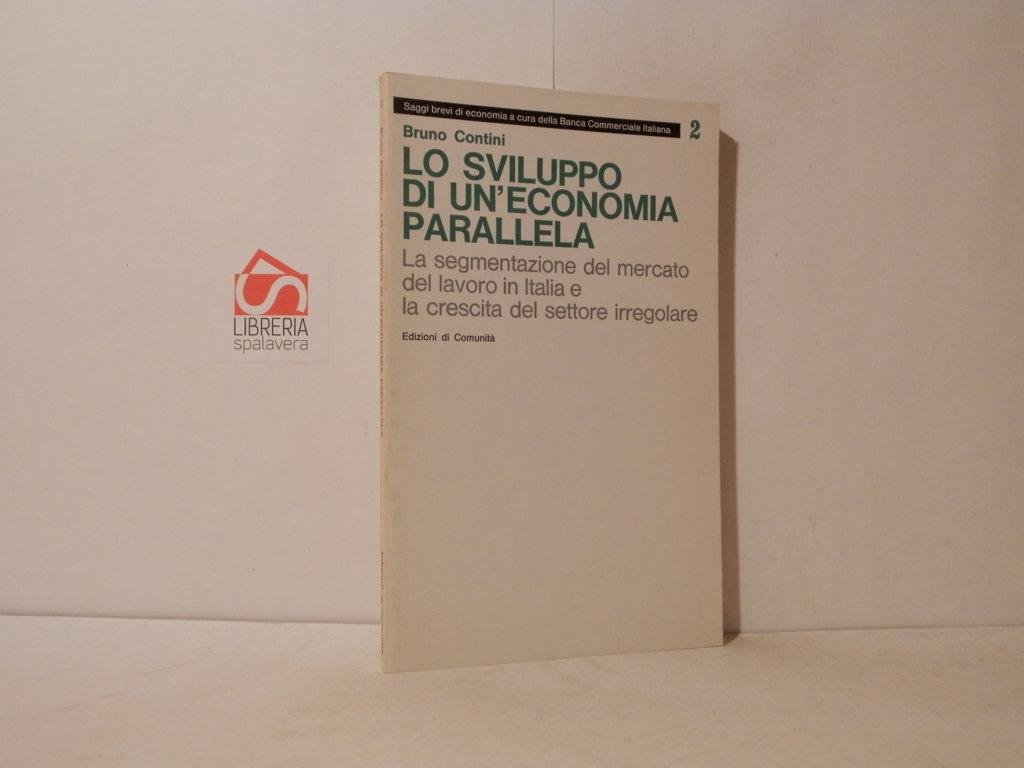 Saggi brevi di economia a cura della Banca Commerciale Italiana 2
Bruno Contini
LO SVILUPPO
DI UN'ECONOMIA
PARALLELA
La segmentazione del mercato
del lavoro in Italia e
la crescita del settore irregolare
Edizioni di Comunità
LIBRERIA
spalavera